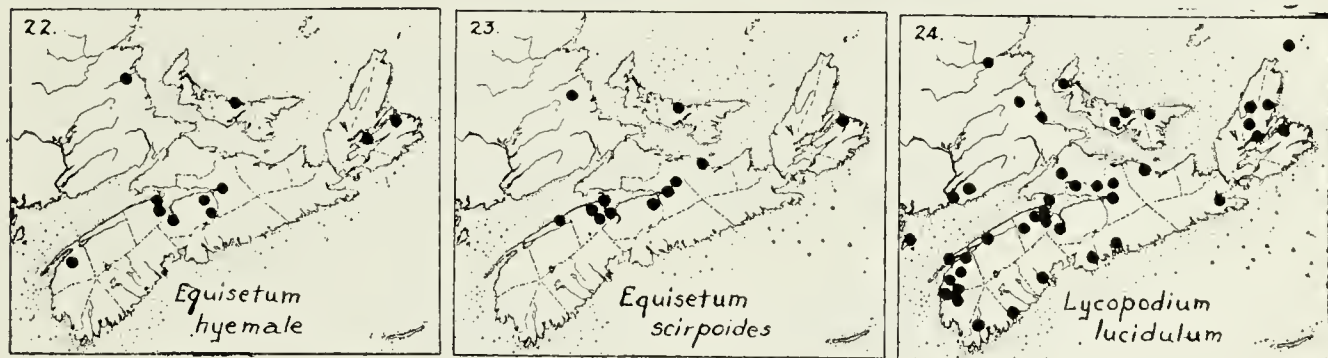 22.
Equisetum
hyemale
23.
Equisetum
scirpoides
24.
Lycopodium
lucidulum